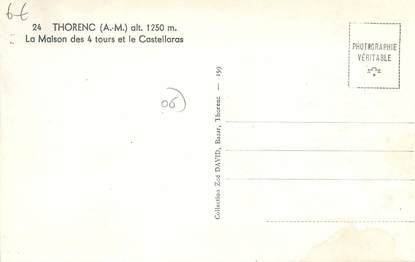 6€
24 THORENC (A.-M.) alt. 1250 m.
La Maison des 4 tours et le Castellaras
PHOTOGRAPHIE
VÉRITABLE
06)
Collection Zoé DAVID, Bazar, Thorenc — 159